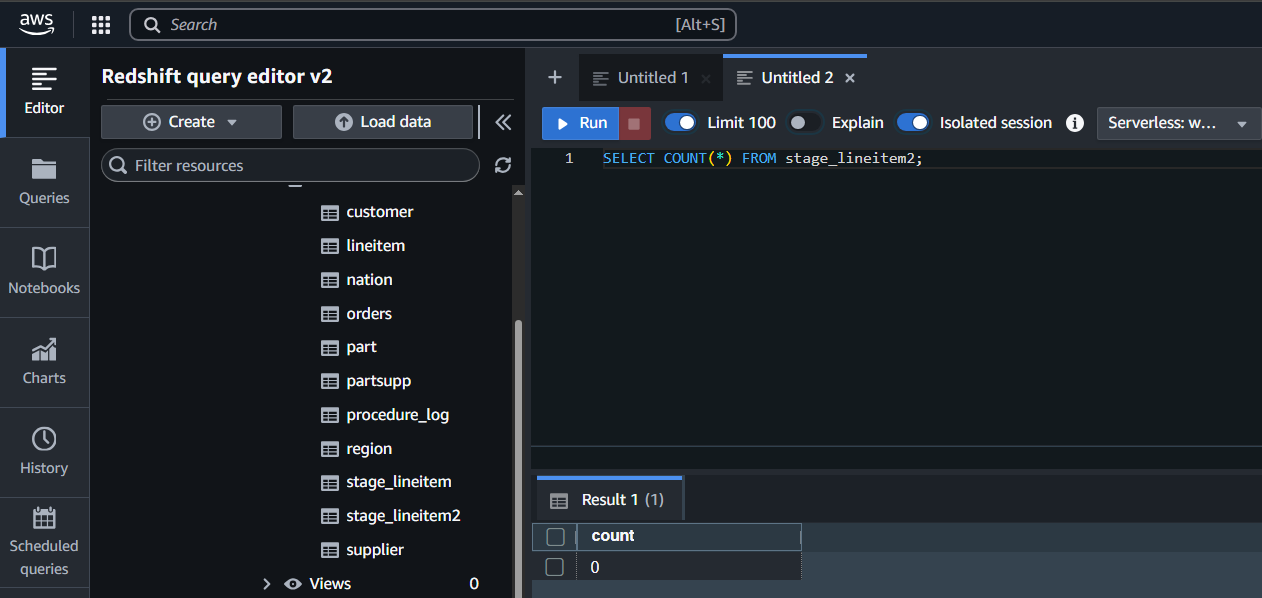 aws
Search [Alt+S]
Editor
Queries
Notebooks
Charts
History
Scheduled
queries
Redshift query editor v2
Create
Load data
Filter resources
customer
lineitem
nation
orders
part
partsupp
procedure_log
region
stage_lineitem
stage_lineitem2
supplier
Views 0
Untitled 1
Untitled 2
Run Limit 100 Explain Isolated session Serverless: w...
1 SELECT COUNT(*) FROM stage_lineitem2;
Result 1 (1)
count
0